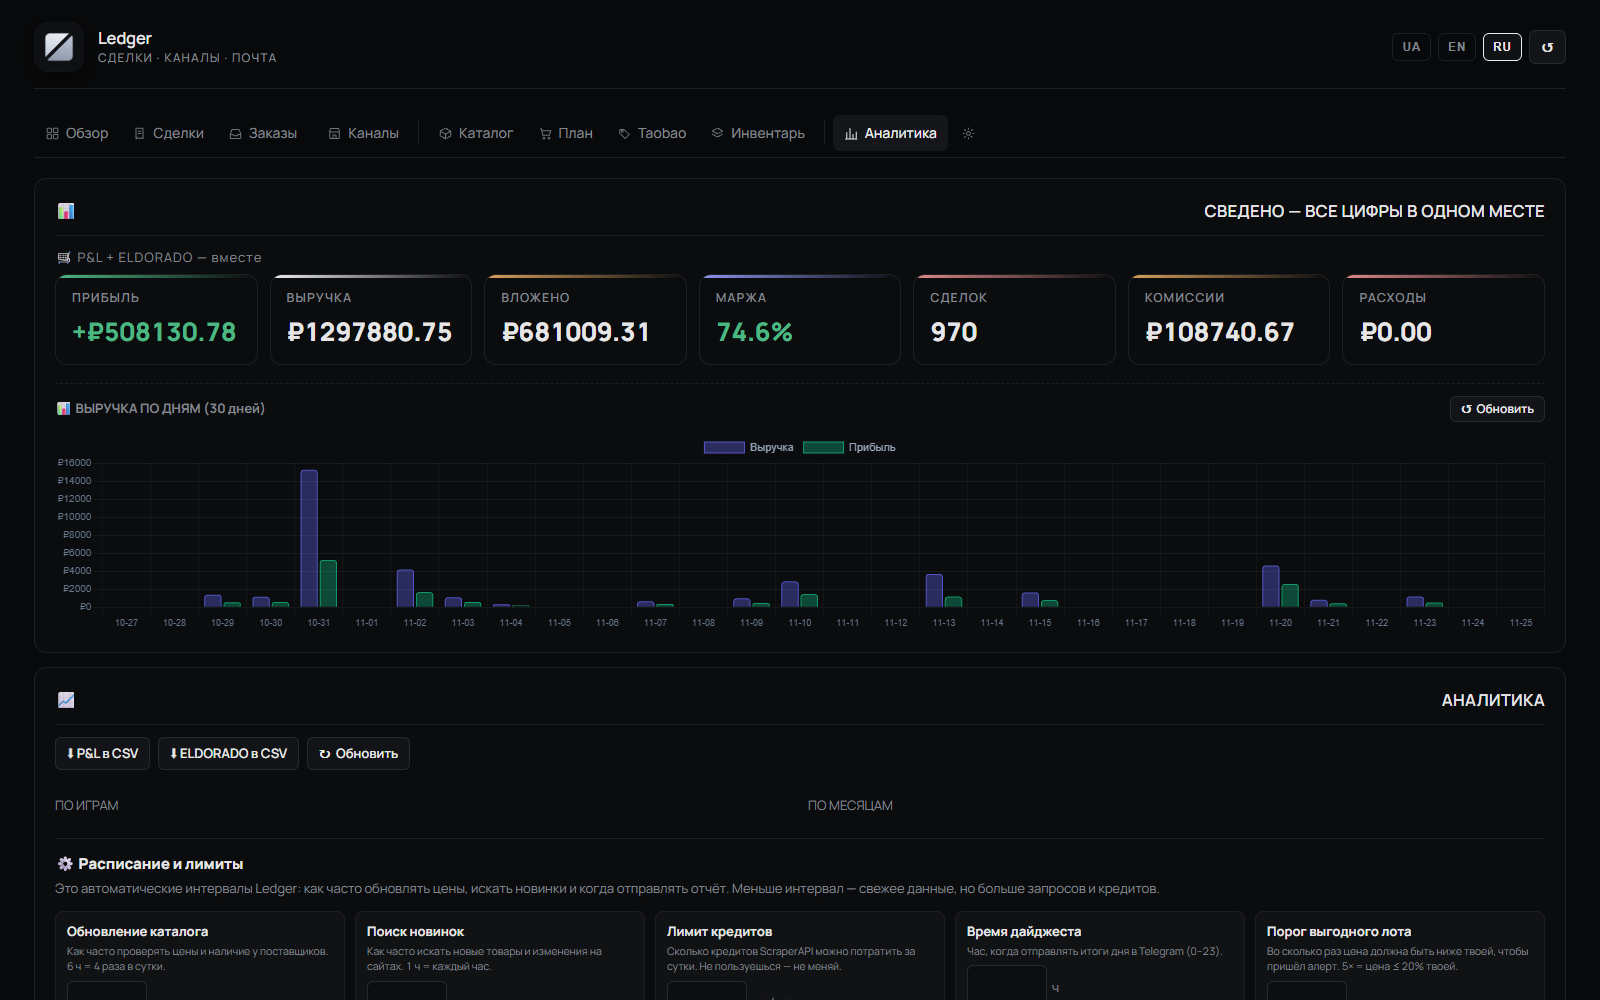 Ledger
СДЕЛКИ · КАНАЛЫ · ПОЧТА
UA EN RU
Обзор Сделки Заказы Каналы Каталог План Taobao Инвентарь Аналитика
СВЕДЕНО — ВСЕ ЦИФРЫ В ОДНОМ МЕСТЕ
P&L + ELDORADO — вместе
ПРИБЫЛЬ ВЫРУЧКА ВЛОЖЕНО МАРЖА СДЕЛОК КОМИССИИ РАСХОДЫ
+₽508130.78 ₽1297880.75 ₽681009.31 74.6% 970 ₽108740.67 ₽0.00
ВЫРУЧКА ПО ДНЯМ (30 дней)
Обновить
Выручка Прибыль
₽16000
₽14000
₽12000
₽10000
₽8000
₽6000
₽4000
₽2000
₽0
10-27 10-28 10-29 10-30 10-31 11-01 11-02 11-03 11-04 11-05 11-06 11-07 11-08 11-09 11-10 11-11 11-12 11-13 11-14 11-15 11-16 11-17 11-18 11-19 11-20 11-21 11-22 11-23 11-24 11-25
АНАЛИТИКА
⬇ P&L в CSV ⬇ ELDORADO в CSV ↻ Обновить
ПО ИГРАМ ПО МЕСЯЦАМ
Расписание и лимиты
Это автоматические интервалы Ledger: как часто обновлять цены, искать новинки и когда отправлять отчёт. Меньше интервал — свежее данные, но больше запросов и кредитов.
Обновление каталога
Как часто проверять цены и наличие у поставщиков.
6 ч = 4 раза в сутки.
Поиск новинок
Как часто искать новые товары и изменения на
сайтах. 1 ч = каждый час.
Лимит кредитов
Сколько кредитов ScraperAPI можно потратить за
сутки. Не пользуешься — не меняй.
Время дайджеста
Час, когда отправлять итоги дня в Telegram (0–23).
ч
Порог выгодного лота
Во сколько раз цена должна быть ниже твоей, чтобы
пришёл алерт. 5× = цена ≤ 20% твоей.